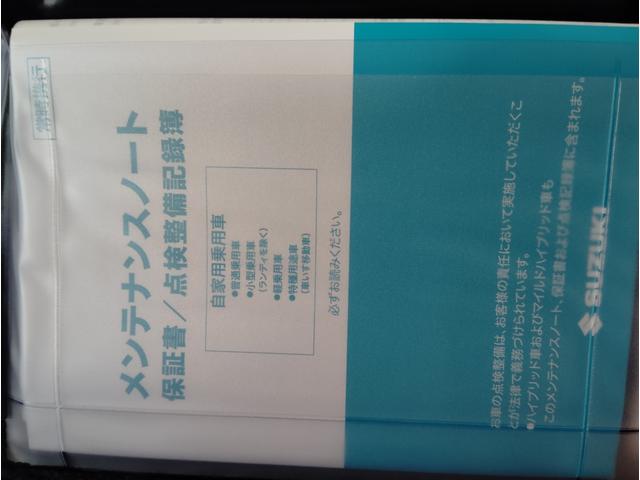 常時携行
メンテナンスノート
保証書／点検整備記録簿
自家用乗用車
●普通乗用車
●小型乗用車
(ランディを除く)
●軽乗用車
●特種用途車
(車いす移動車)
必ずお読みください。
お車の点検整備は、お客様の責任において実施していただくこ
とが法律で義務づけられています。
●ハイブリッド車およびマイルドハイブリッド車も
このメンテナンスノート、保証書および点検記録簿に含まれます。
SUZUKI